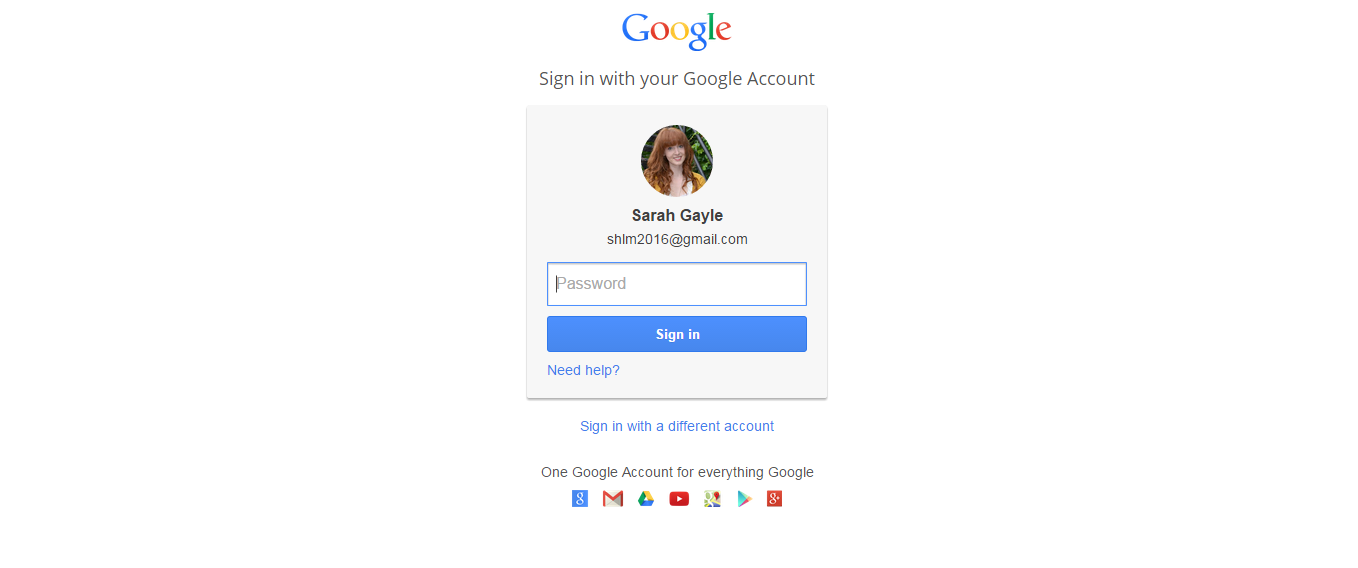 Google
Sign in with your Google Account
Sarah Gayle
shlm2016@gmail.com
Password
Sign in
Need help?
Sign in with a different account
One Google Account for everything Google